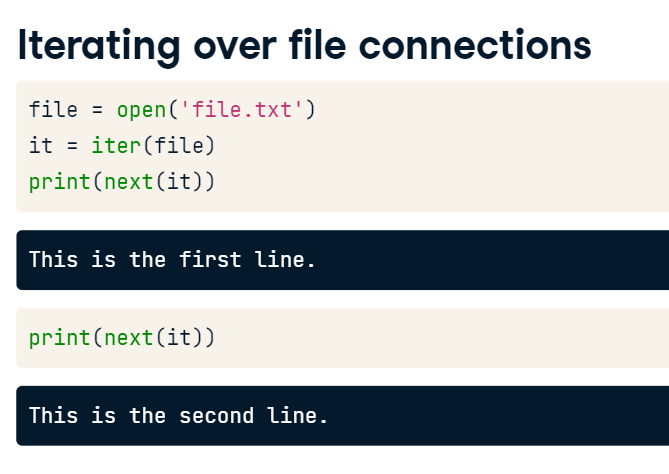 Iterating over file connections
file = open('file.txt')
it = iter(file)
print(next(it))
This is the first line.
print(next(it))
This is the second line.